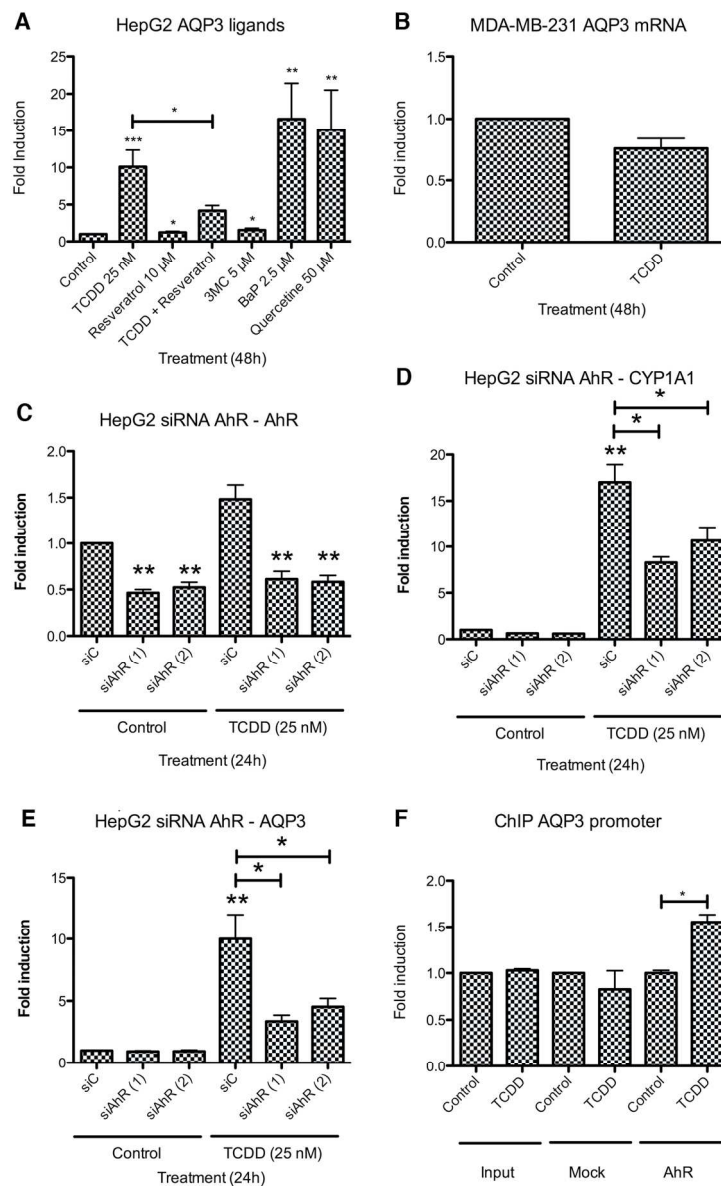 A
HepG2 AQP3 ligands
Fold Induction
25
20
15
10
5
0
***
*
*
*
**
**
Control
TCDD 25 nM
Resveratrol 10 µM
TCDD + Resveratrol
3MC 5 µM
BaP 2.5 µM
Quercetine 50 µM
Treatment (48h)
B
MDA-MB-231 AQP3 mRNA
Fold induction
1.5
1.0
0.5
0.0
Control
TCDD
Treatment (48h)
C
HepG2 siRNA AhR - AhR
Fold induction
2.0
1.5
1.0
0.5
0.0
**
**
**
**
siC
siAhR (1)
siAhR (2)
siC
siAhR (1)
siAhR (2)
Control
TCDD (25 nM)
Treatment (24h)
D
HepG2 siRNA AhR - CYP1A1
Fold induction
20
15
10
5
0
*
*
**
siC
siAhR (1)
siAhR (2)
siC
siAhR (1)
siAhR (2)
Control
TCDD (25 nM)
Treatment (24h)
E
HepG2 siRNA AhR - AQP3
Fold induction
15
10
5
0
*
*
**
siC
siAhR (1)
siAhR (2)
siC
siAhR (1)
siAhR (2)
Control
TCDD (25 nM)
Treatment (24h)
F
ChIP AQP3 promoter
Fold induction
2.0
1.5
1.0
0.5
0.0
*
Control
TCDD
Control
TCDD
Control
TCDD
Input
Mock
AhR